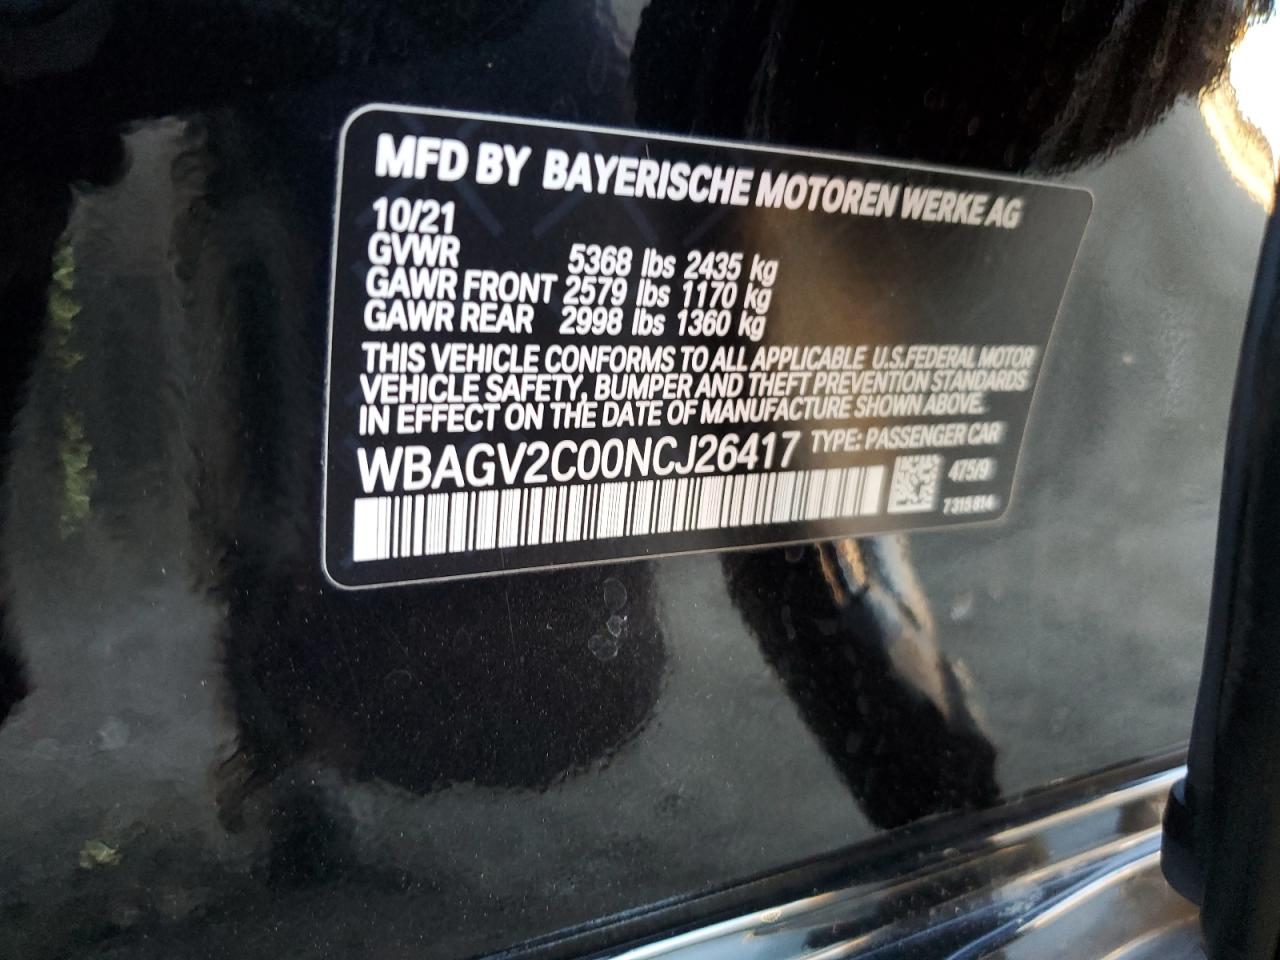 MFD BY BAYERISCHE MOTOREN WERKE AG
10/21
GVWR 5368 lbs 2435 kg
GAWR FRONT 2579 lbs 1170 kg
GAWR REAR 2998 lbs 1360 kg
THIS VEHICLE CONFORMS TO ALL APPLICABLE U.S.FEDERAL MOTOR
VEHICLE SAFETY, BUMPER AND THEFT PREVENTION STANDARDS
IN EFFECT ON THE DATE OF MANUFACTURE SHOWN ABOVE.
WBAGV2C00NCJ26417 TYPE: PASSENGER CAR
475/9
7315814